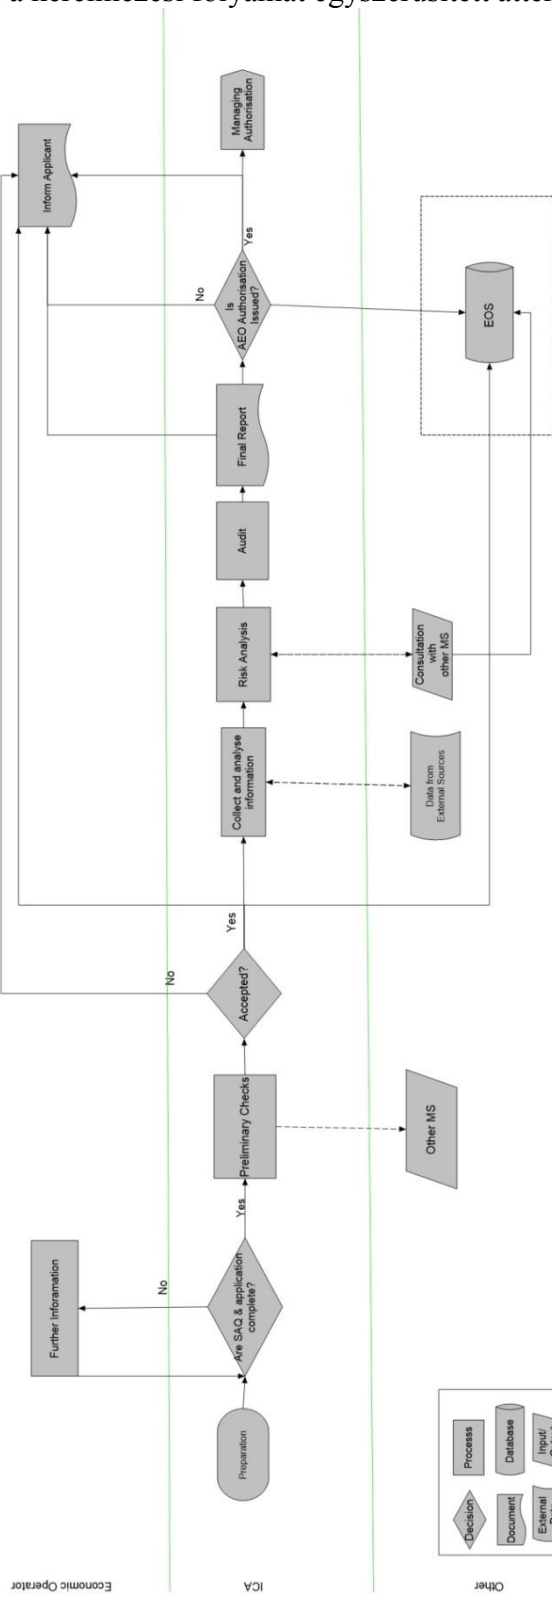 a kérelmezési folyamat egyszerűsített
Economic Operator
Further Inforamation
Inform Applicant
ICA
Preparation
Are SAQ & application
complete?
No
Yes
Preliminary Checks
Accepted?
No
Yes
Collect and analyse
information
Risk Analysis
Audit
Final Report
Is
AEO Authorisation
Issued?
No
Yes
Managing
Authorisation
Other
Other MS
Data from
External Sources
Consultation
with
other MS
EOS
Decision
Processs
Document
Database
External
Input/